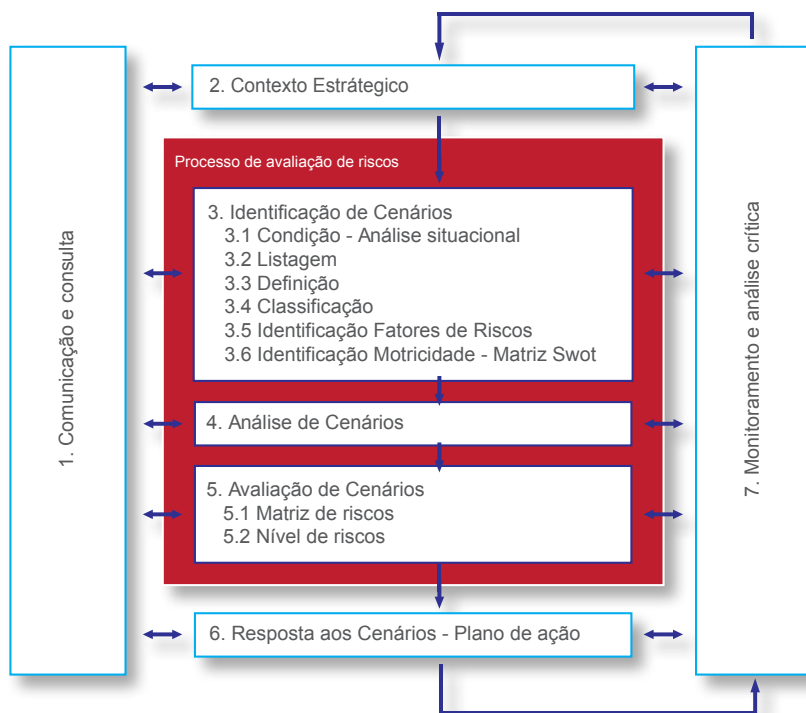 1. Comunicação e consulta
2. Contexto Estrátegico
Processo de avaliação de riscos
3. Identificação de Cenários
3.1 Condição - Análise situacional
3.2 Listagem
3.3 Definição
3.4 Classificação
3.5 Identificação Fatores de Riscos
3.6 Identificação Motricidade - Matriz Swot
4. Análise de Cenários
5. Avaliação de Cenários
5.1 Matriz de riscos
5.2 Nível de riscos
6. Resposta aos Cenários - Plano de ação
7. Monitoramento e análise crítica